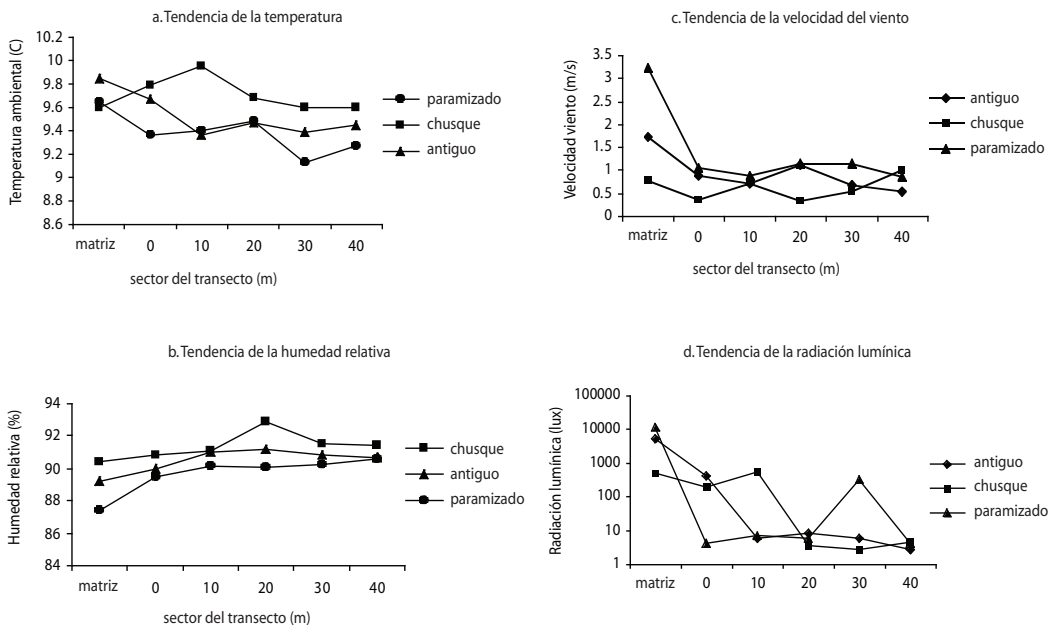 a. Tendencia de la temperatura
Temperatura ambiental (C)
10.2
10
9.8
9.6
9.4
9.2
9
8.8
8.6
matriz 0 10 20 30 40
sector del transecto (m)
paramizado
chusque
antiguo
c. Tendencia de la velocidad del viento
Velocidad viento (m/s)
3.5
3
2.5
2
1.5
1
0.5
0
matriz 0 10 20 30 40
sector del transecto (m)
antiguo
chusque
paramizado
b. Tendencia de la humedad relativa
Humedad relativa (%)
94
92
90
88
86
84
matriz 0 10 20 30 40
sector del transecto (m)
chusque
antiguo
paramizado
d. Tendencia de la radiación lumínica
Radiación lumínica (lux)
100000
10000
1000
100
10
1
matriz 0 10 20 30 40
antiguo
chusque
paramizado